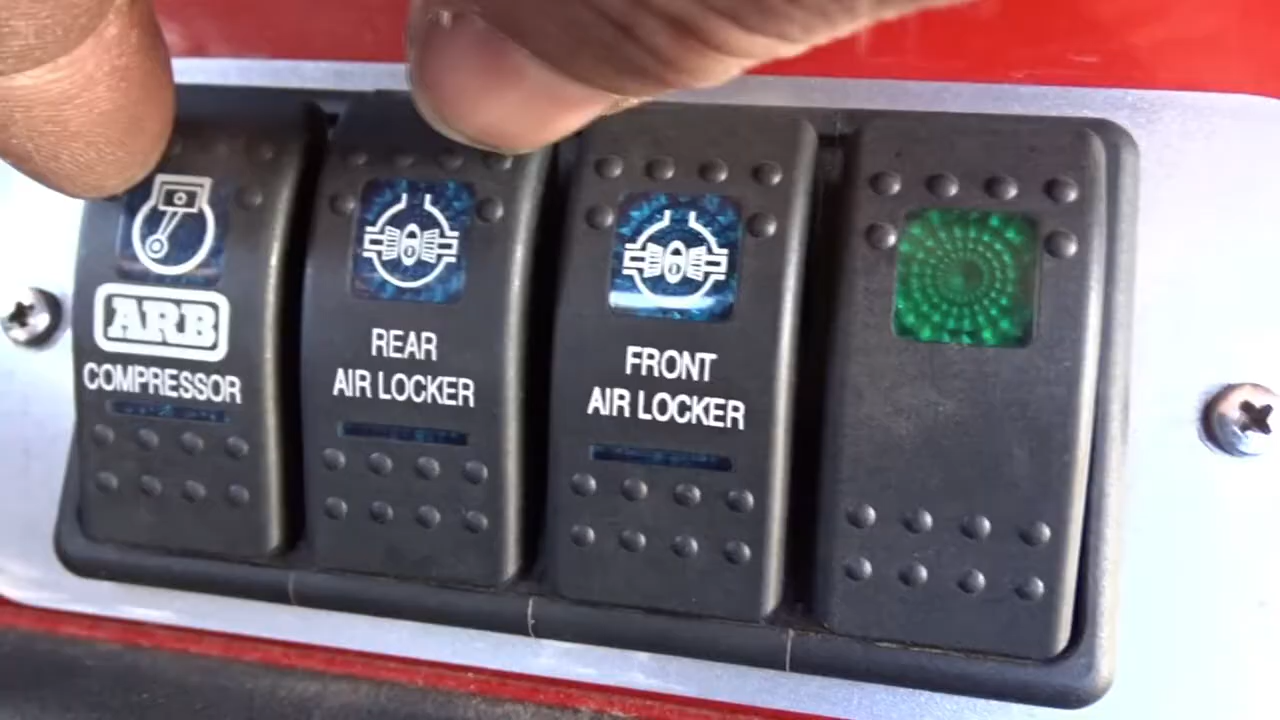 ARB
COMPRESSOR
REAR
AIR LOCKER
FRONT
AIR LOCKER